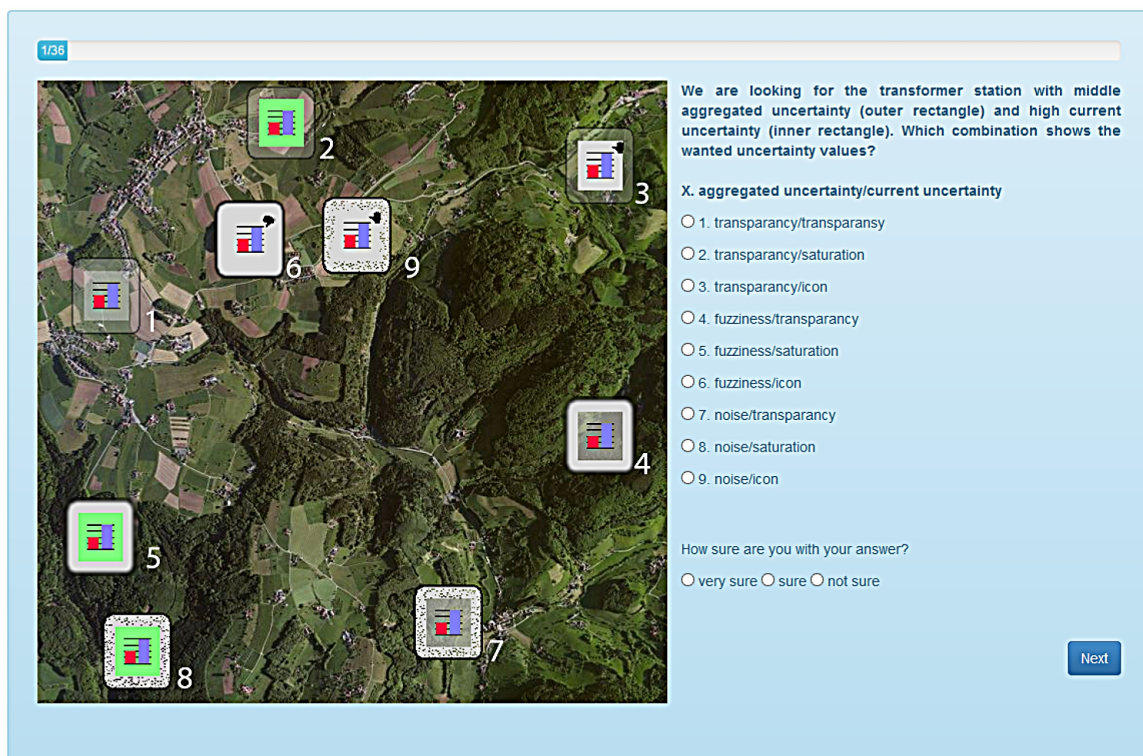 1/36
We are looking for the transformer station with middle
aggregated uncertainty (outer rectangle) and high current
uncertainty (inner rectangle). Which combination shows the
wanted uncertainty values?
X. aggregated uncertainty/current uncertainty
1. transparancy/transparansy
2. transparancy/saturation
3. transparancy/icon
4. fuzziness/transparancy
5. fuzziness/saturation
6. fuzziness/icon
7. noise/transparancy
8. noise/saturation
9. noise/icon
How sure are you with your answer?
very sure sure not sure
Next
2
3
6
9
1
4
5
7
8